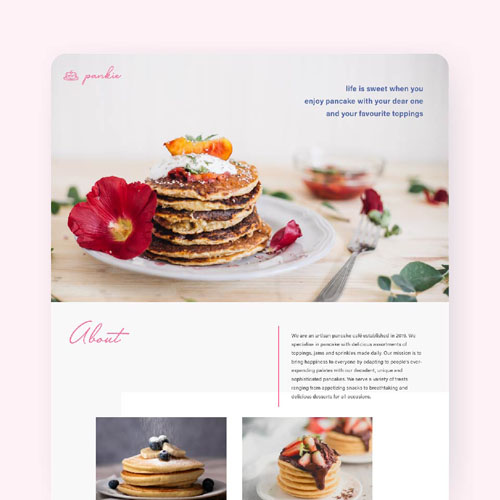 pankie
life is sweet when you
enjoy pancake with your dear one
and your favourite toppings
About
We are an artisan pancake café established in 2019. We
specialise in pancake with delicious assortments of
toppings, jams and sprinkles made daily. Our mission is to
bring happiness to everyone by adapting to people's ever-
expanding palates with our decadent, unique and
sophisticated pancakes. We serve a variety of treats
ranging from appetizing snacks to breathtaking and
delicious desserts for all occasions.